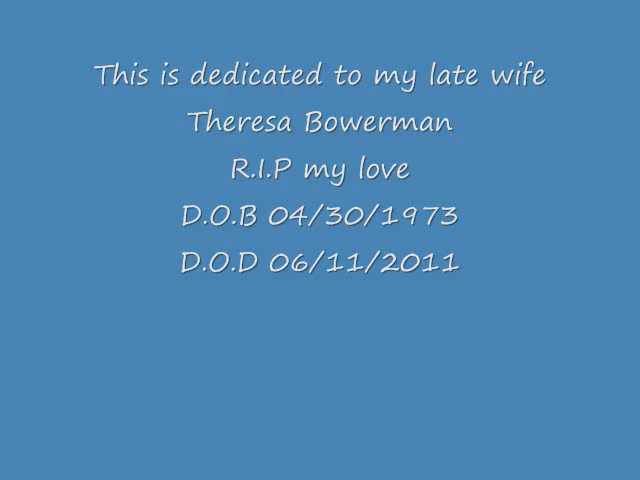 This is dedicated to my late wife
Theresa Bowerman
R.I.P my love
D.O.B 04/30/1973
D.O.D 06/11/2011